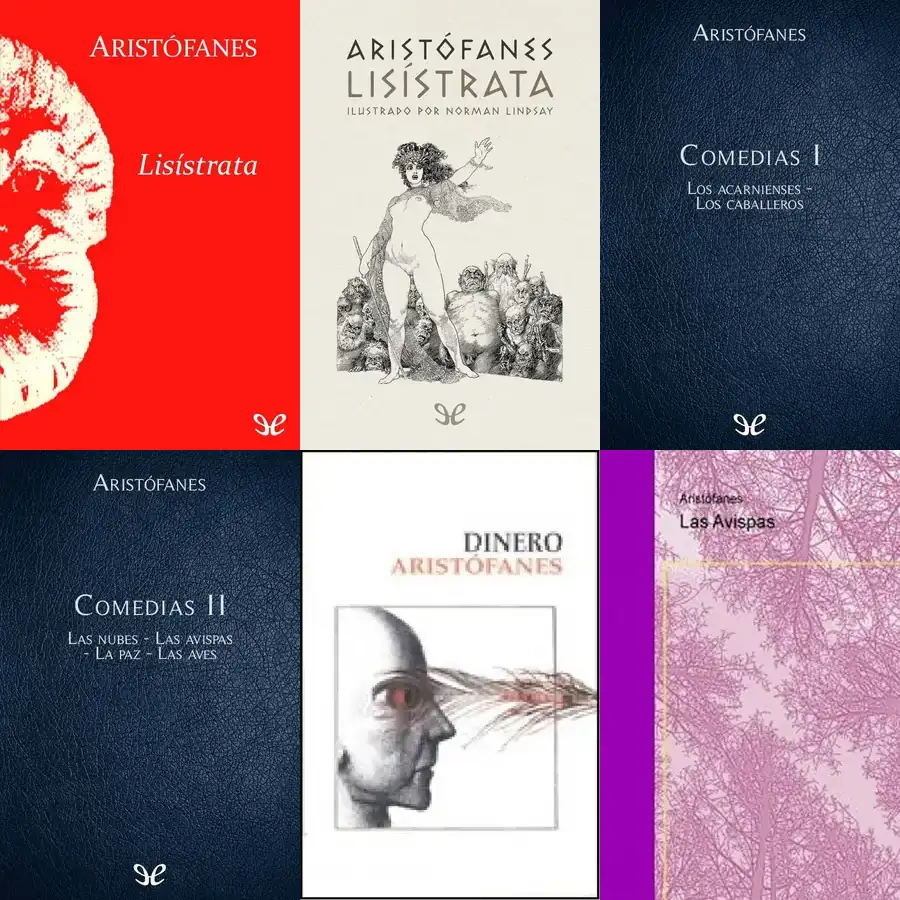 ARISTÓFANES
Lisístrata
ARISTÓFANES
LISÍSTRATA
ILUSTRADO POR NORMAN LINDSAY
ARISTÓFANES
COMEDIAS I
LOS ACARNIENSES -
LOS CABALLEROS
ARISTÓFANES
COMEDIAS II
LAS NUBES - LAS AVISPAS
- LA PAZ - LAS AVES
DINERO
ARISTÓFANES
Aristófanes
Las Avispas